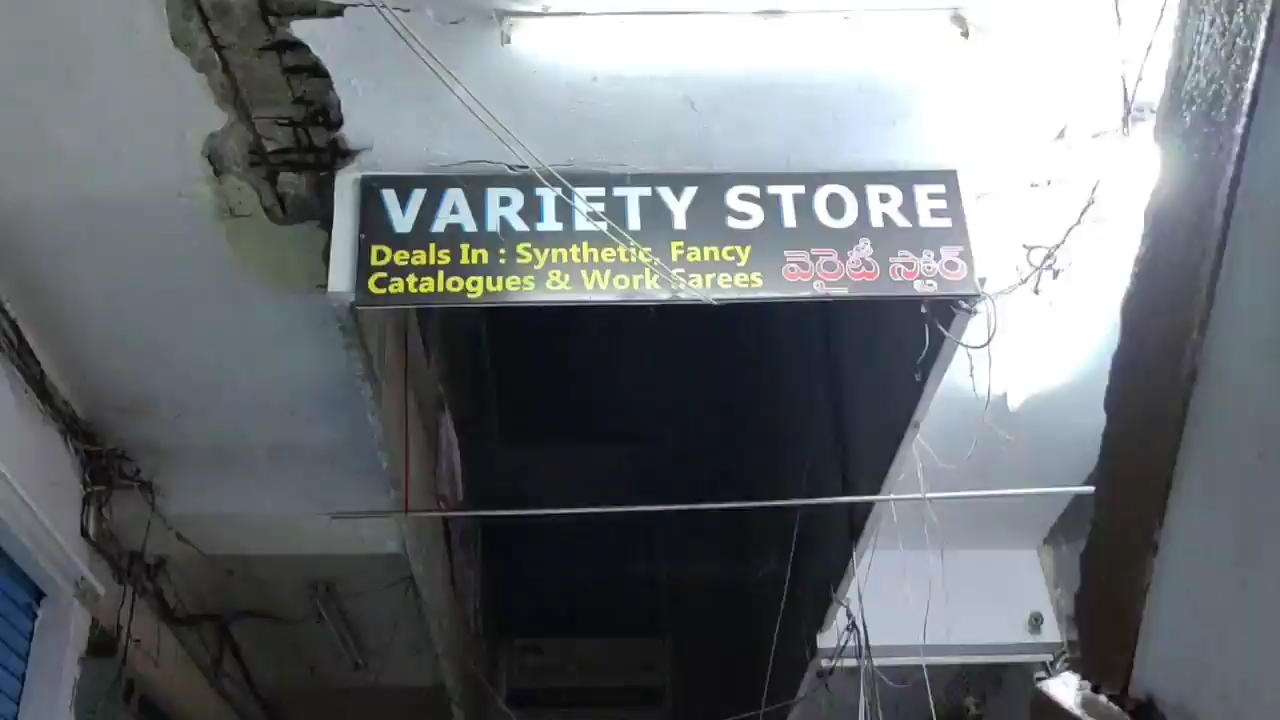 VARIETY STORE
Deals In : Synthetic, Fancy
Catalogues & Work Sarees
వెరైటీ స్టోర్